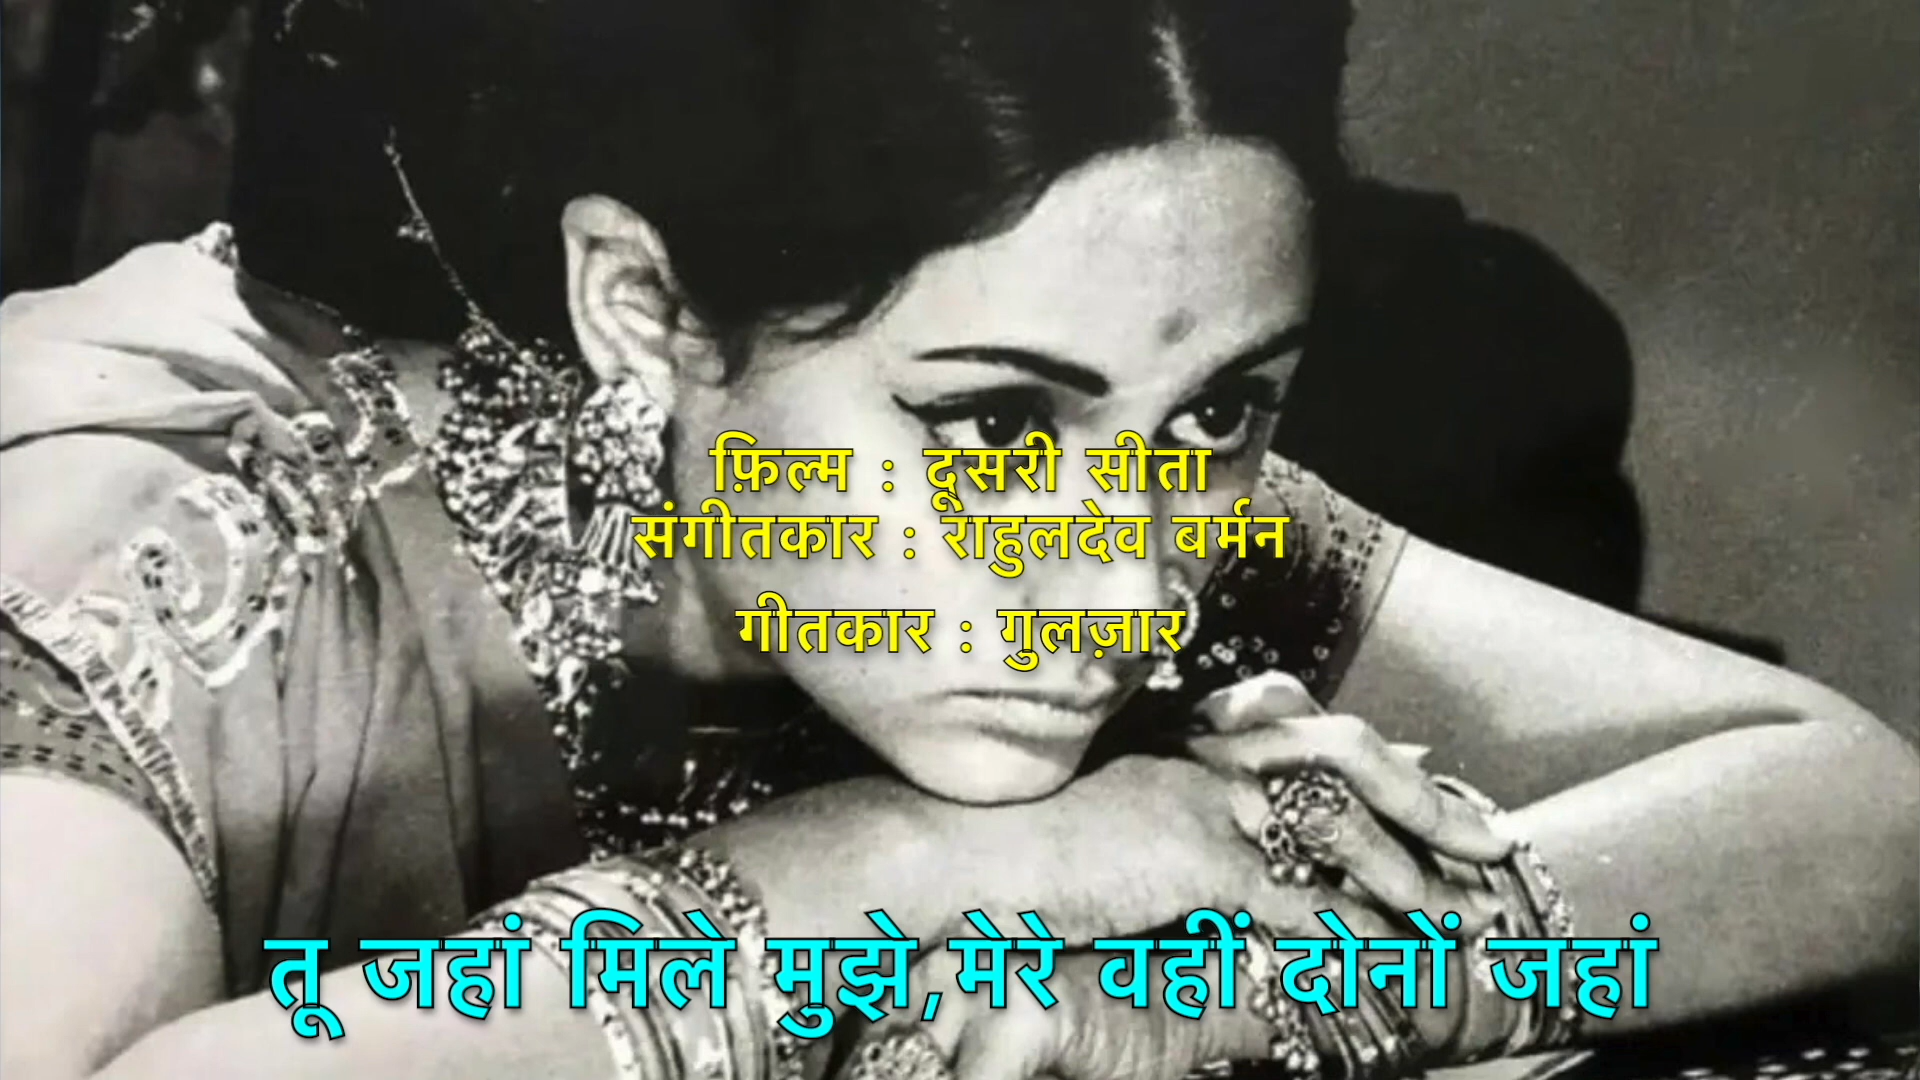 फ़िल्म : दूसरी सीता
संगीतकार : राहुलदेव बर्मन
गीतकार : गुलज़ार
तू जहां मिले मुझे,मेरे वहीं दोनों जहां